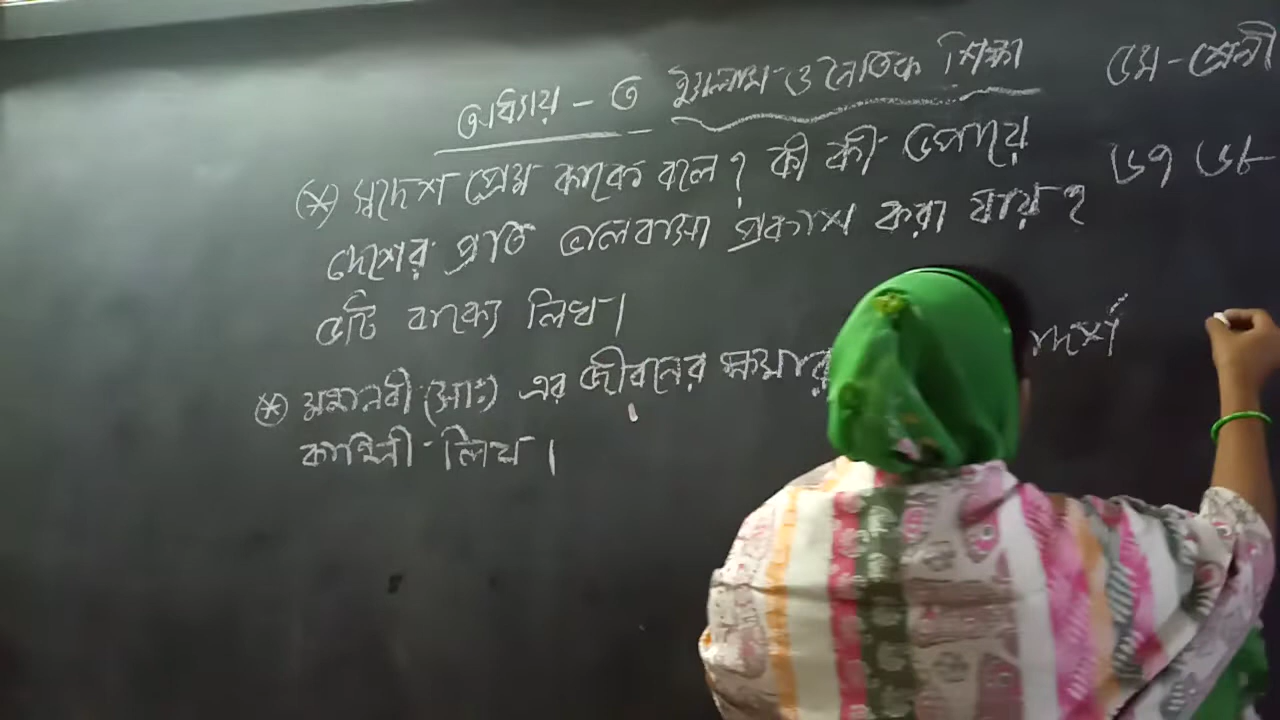 অধ্যায় - ৩ ইসলাম ও নৈতিক শিক্ষা ৫ম - শ্রেণী
(*) স্বদেশ প্রেম কাকে বলে? কী কী উপায়ে ৬৭ ৬৮
দেশের প্রতি ভালবাসা প্রকাশ করা যায়?
৫টি বাক্যে লিখ।
(*) মহানবী (সাঃ) এর জীবনের ক্ষমার
কাহিনী লিখ।